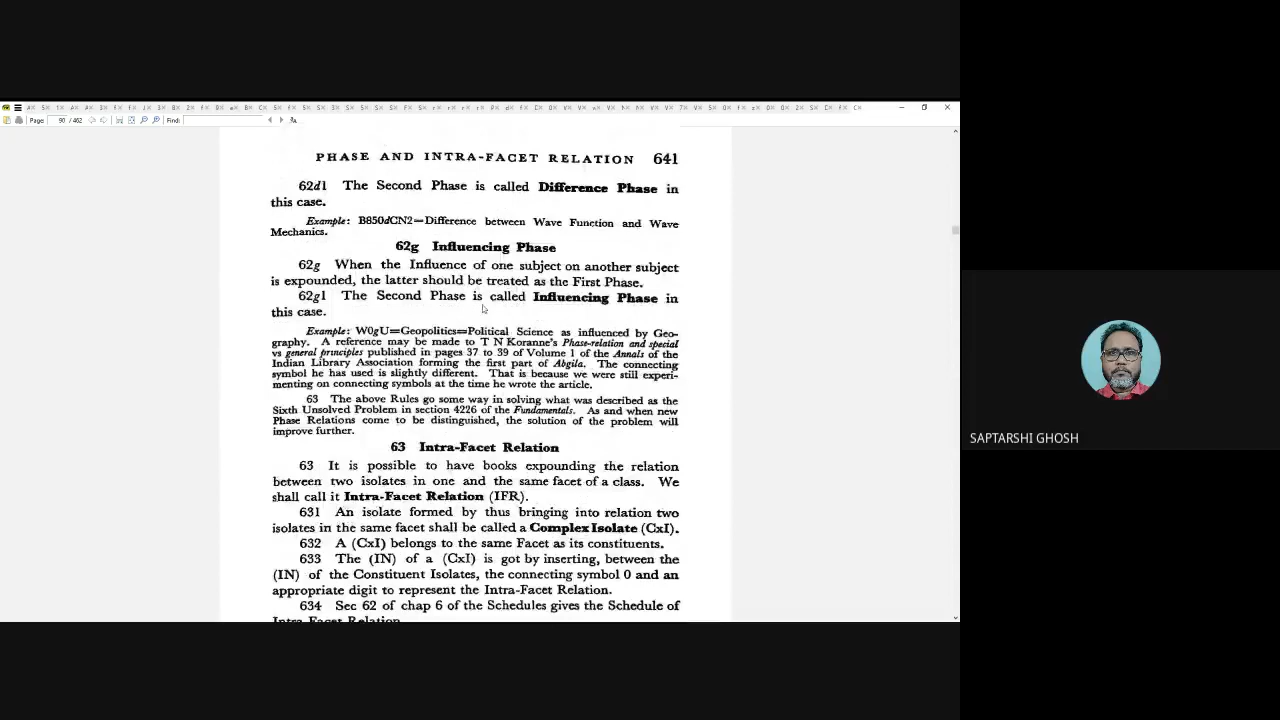 Page: 90 / 462 Find:
PHASE AND INTRA-FACET RELATION 641
62d1 The Second Phase is called Difference Phase in
this case.
Example: B850dCN2=Difference between Wave Function and Wave
Mechanics.
62g Influencing Phase
62g When the Influence of one subject on another subject
is expounded, the latter should be treated as the First Phase.
62g1 The Second Phase is called Influencing Phase in
this case.
Example: W0gU=Geopolitics=Political Science as influenced by Geo-
graphy. A reference may be made to T N Koranne's Phase-relation and special
vs general principles published in pages 37 to 39 of Volume 1 of the Annals of the
Indian Library Association forming the first part of Abgila. The connecting
symbol he has used is slightly different. That is because we were still experi-
menting on connecting symbols at the time he wrote the article.
63 The above Rules go some way in solving what was described as the
Sixth Unsolved Problem in section 4226 of the Fundamentals. As and when new
Phase Relations come to be distinguished, the solution of the problem will
improve further.
63 Intra-Facet Relation
63 It is possible to have books expounding the relation
between two isolates in one and the same facet of a class. We
shall call it Intra-Facet Relation (IFR).
631 An isolate formed by thus bringing into relation two
isolates in the same facet shall be called a Complex Isolate (CxI).
632 A (CxI) belongs to the same Facet as its constituents.
633 The (IN) of a (CxI) is got by inserting, between the
(IN) of the Constituent Isolates, the connecting symbol 0 and an
appropriate digit to represent the Intra-Facet Relation.
634 Sec 62 of chap 6 of the Schedules gives the Schedule of
Intra-Facet Relation.
SAPTARSHI GHOSH